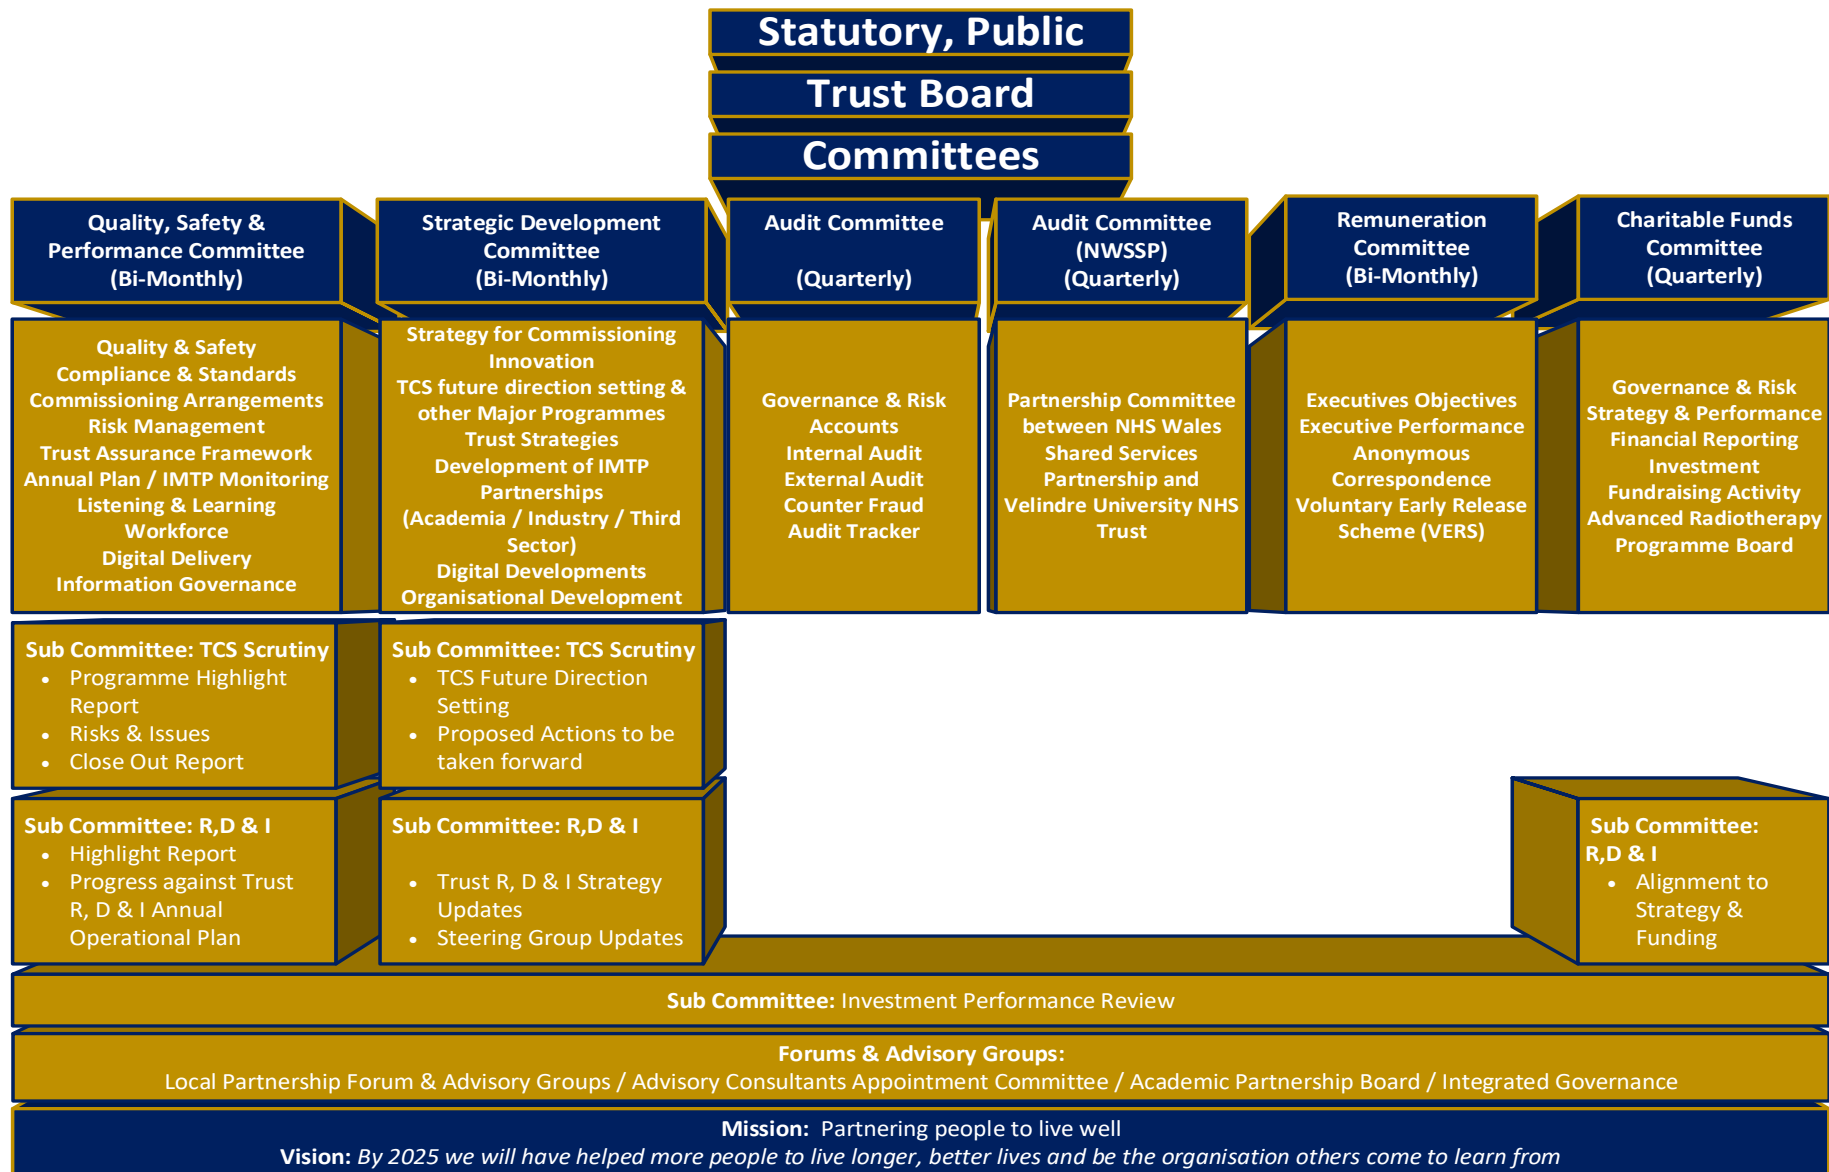 Statutory, Public
Trust Board
Committees
Quality, Safety &
Performance Committee
(Bi-Monthly)
Strategic Development
Committee
(Bi-Monthly)
Audit Committee
(Quarterly)
Audit Committee
(NWSSP)
(Quarterly)
Remuneration
Committee
(Bi-Monthly)
Charitable Funds
Committee
(Quarterly)
Quality & Safety
Compliance & Standards
Commissioning Arrangements
Risk Management
Trust Assurance Framework
Annual Plan / IMTP Monitoring
Listening & Learning
Workforce
Digital Delivery
Information Governance
Strategy for Commissioning
Innovation
TCS future direction setting &
other Major Programmes
Trust Strategies
Development of IMTP
Partnerships
(Academia / Industry / Third
Sector)
Digital Developments
Organisational Development
Governance & Risk
Accounts
Internal Audit
External Audit
Counter Fraud
Audit Tracker
Partnership Committee
between NHS Wales
Shared Services
Partnership and
Velindre University NHS
Trust
Executives Objectives
Executive Performance
Anonymous
Correspondence
Voluntary Early Release
Scheme (VERS)
Governance & Risk
Strategy & Performance
Financial Reporting
Investment
Fundraising Activity
Advanced Radiotherapy
Programme Board
Sub Committee: TCS Scrutiny
• Programme Highlight
Report
• Risks & Issues
• Close Out Report
Sub Committee: TCS Scrutiny
• TCS Future Direction
Setting
• Proposed Actions to be
taken forward
Sub Committee: R,D & I
• Highlight Report
• Progress against Trust
R, D & I Annual
Operational Plan
Sub Committee: R,D & I
• Trust R, D & I Strategy
Updates
• Steering Group Updates
Sub Committee:
R,D & I
• Alignment to
Strategy &
Funding
Sub Committee: Investment Performance Review
Forums & Advisory Groups:
Local Partnership Forum & Advisory Groups / Advisory Consultants Appointment Committee / Academic Partnership Board / Integrated Governance
Mission: Partnering people to live well
Vision: By 2025 we will have helped more people to live longer, better lives and be the organisation others come to learn from